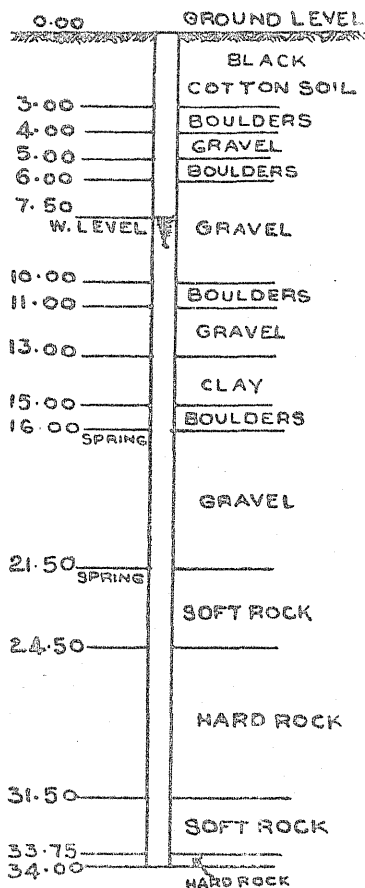 0.00 GROUND LEVEL
BLACK
COTTON SOIL
3.00
BOULDERS
4.00
GRAVEL
5.00
BOULDERS
6.00
7.50
W. LEVEL GRAVEL
10.00
BOULDERS
11.00
GRAVEL
13.00
CLAY
15.00
BOULDERS
16.00
SPRING
GRAVEL
21.50
SPRING
SOFT ROCK
24.50
HARD ROCK
31.50
SOFT ROCK
33.75
34.00
HARD ROCK